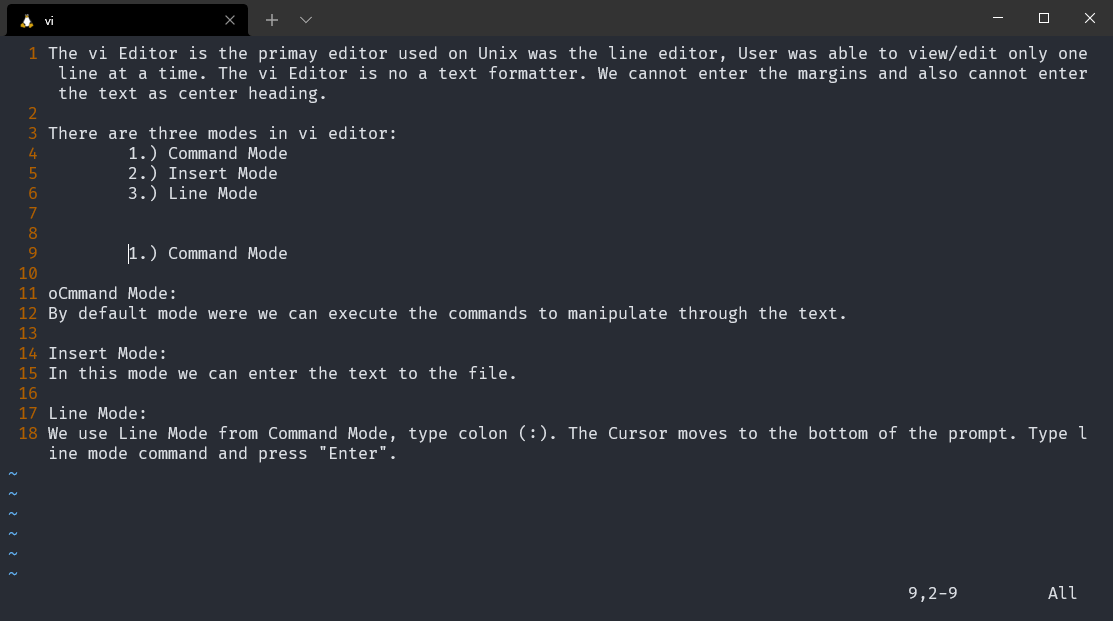 vi
1 The vi Editor is the primay editor used on Unix was the line editor, User was able to view/edit only one
line at a time. The vi Editor is no a text formatter. We cannot enter the margins and also cannot enter
the text as center heading.
2
3 There are three modes in vi editor:
4 1.) Command Mode
5 2.) Insert Mode
6 3.) Line Mode
7
8
9 1.) Command Mode
10
11 oCmmand Mode:
12 By default mode were we can execute the commands to manipulate through the text.
13
14 Insert Mode:
15 In this mode we can enter the text to the file.
16
17 Line Mode:
18 We use Line Mode from Command Mode, type colon (:). The Cursor moves to the bottom of the prompt. Type l
ine mode command and press "Enter".
~
~
~
~
~
~
9,2-9 All